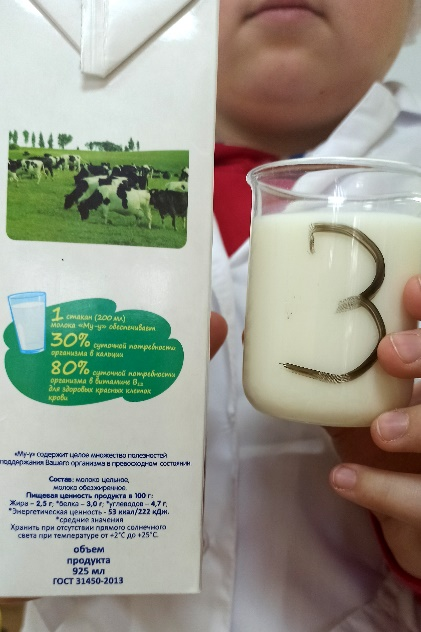 1 стакан (200 мл)
молока «Му-у» обеспечивает
30% суточной потребности
организма в кальции
80% суточной потребности
организма в витамине B₁₂
для здоровых красных клеток
крови
«Му-у» содержит целое множество полезностей
поддержания Вашего организма в превосходном состоянии
Состав: молоко цельное,
молоко обезжиренное.
Пищевая ценность продукта в 100 г:
Жира – 2,5 г; *белка – 3,0 г; *углеводов – 4,7 г,
*Энергетическая ценность - 53 ккал/222 кДж.
*средние значения
Хранить при отсутствии прямого солнечного
света при температуре от +2°С до +25°С.
объем
продукта
925 мл
ГОСТ 31450-2013
3